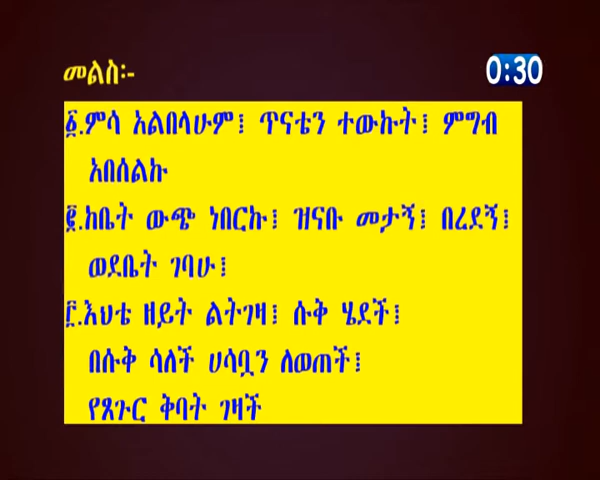 መልስ፡-
0:30
፩.ምሳ አልበላሁም፤ ጥናቴን ተውኩት፤ ምግብ
አበሰልኩ
፪.ከቤት ውጭ ነበርኩ፤ ዝናቡ መታኝ፤ በረደኝ፤
ወደቤት ገባሁ፤
፫.እህቴ ዘይት ልትገዛ፤ ሱቅ ሄደች፤
በሱቅ ሳለች ሀሳቧን ለወጠች፤
የጸጉር ቅባት ገዛች